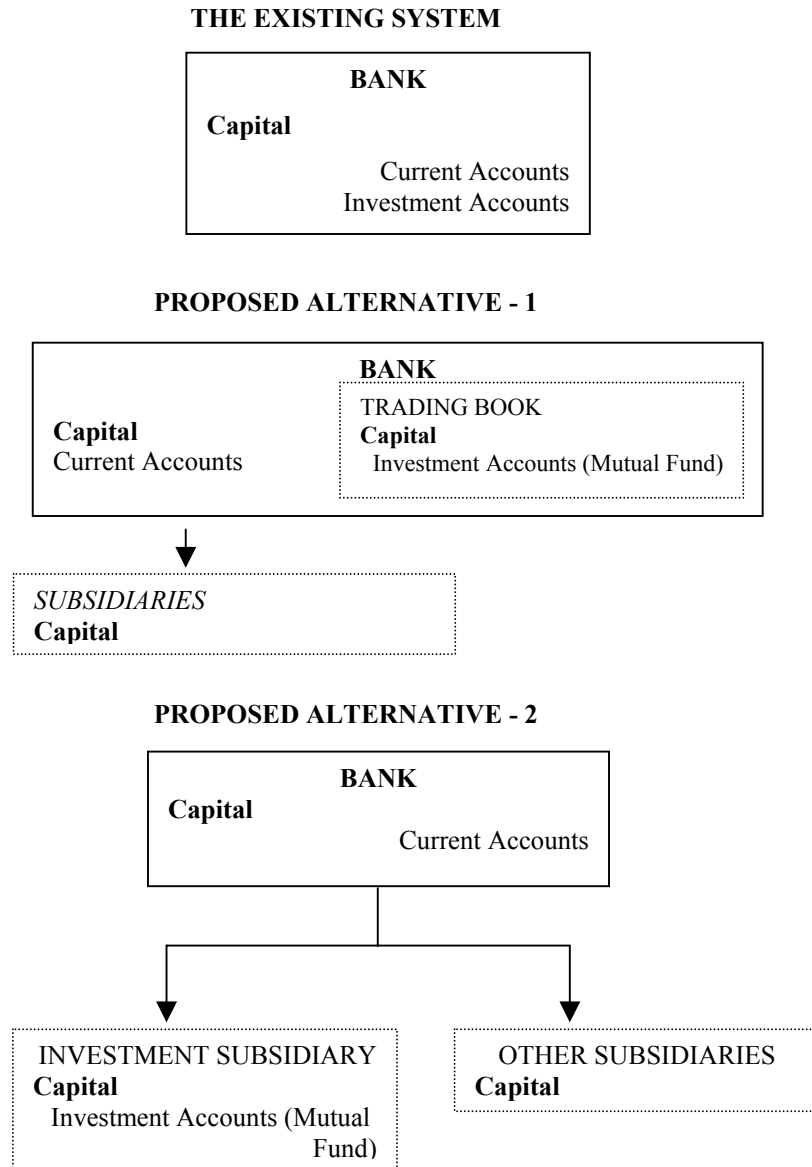 THE EXISTING SYSTEM
BANK
Capital
Current Accounts
Investment Accounts
PROPOSED ALTERNATIVE - 1
BANK
TRADING BOOK
Capital
Investment Accounts (Mutual Fund)
Capital
Current Accounts
SUBSIDIARIES
Capital
PROPOSED ALTERNATIVE - 2
BANK
Capital
Current Accounts
INVESTMENT SUBSIDIARY
Capital
Investment Accounts (Mutual
Fund)
OTHER SUBSIDIARIES
Capital